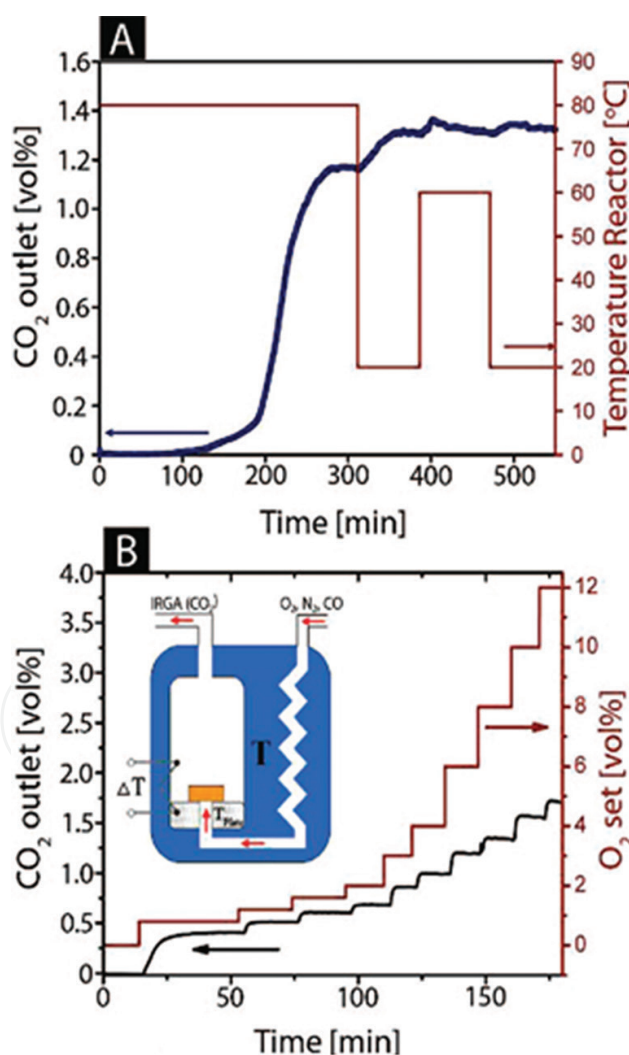 A
1.6
1.4
1.2
1.0
0.8
0.6
0.4
0.2
0
CO2 outlet [vol%]
90
80
70
60
50
40
30
20
10
0
Temperature Reactor [°C]
0 100 200 300 400 500
Time [min]
B
4.0
3.5
3.0
2.5
2.0
1.5
1.0
0.5
0
CO2 outlet [vol%]
IRGA (CO2) O2, N2, CO
T
ΔT
12
10
8
6
4
2
0
O2 set [vol%]
0 50 100 150
Time [min]